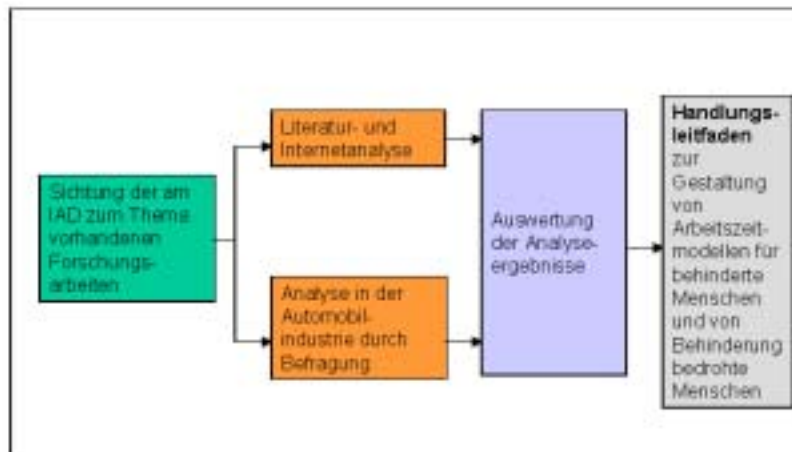 Sichtung der am
IAD zum Thema
vorhandenen
Forschungs-
arbeiten
Literatur- und
Internetanalyse
Analyse in der
Automobil-
industrie durch
Befragung
Auswertung
der Analyse-
ergebnisse
Handlungs-
leitfaden
zur
Gestaltung
von
Arbeitszeit-
modellen für
behinderte
Menschen
und von
Behinderung
bedrohte
Menschen